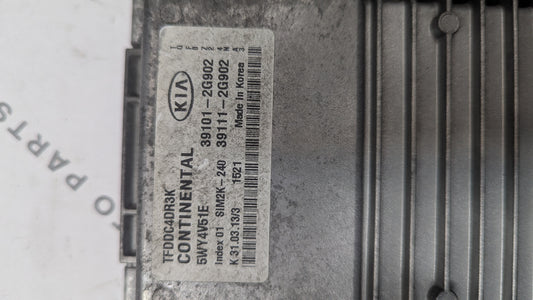 TFDDC4DR3K
CONTINENTAL
5WY4V51E
Index 01 SIM2K-240
K 31.03.13/3 1521
KIA
39101-2G902
39111-2G902
Made in Korea
O PARTS